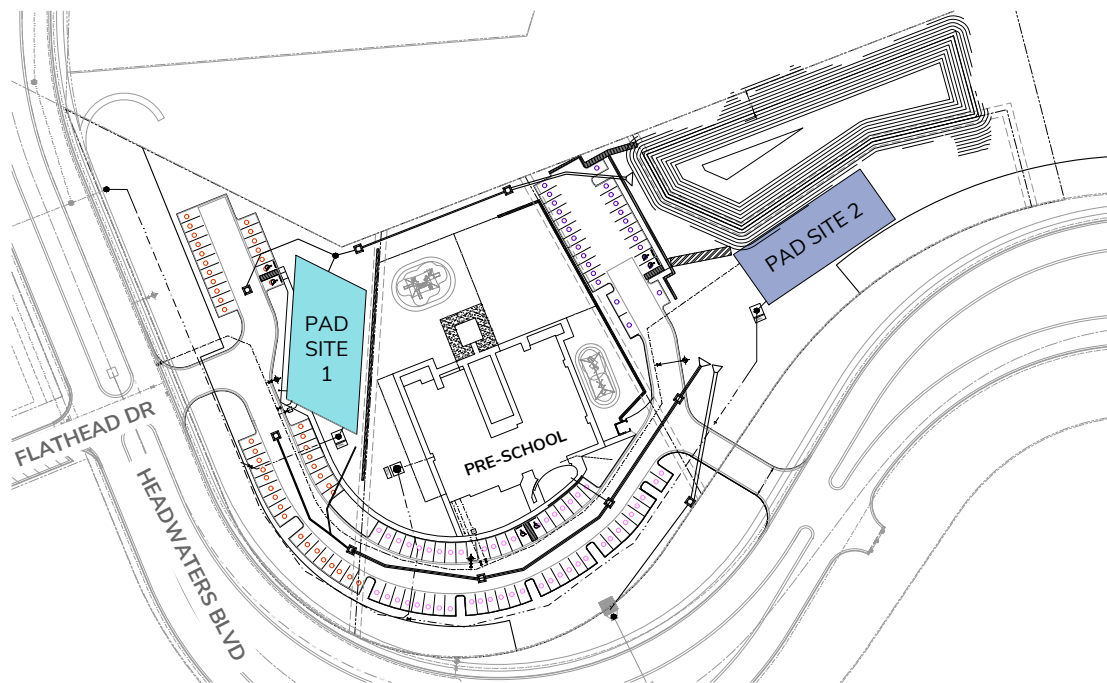 PAD
SITE
1
PAD SITE 2
PRE-SCHOOL
FLATHEAD DR
HEADWATERS BLVD